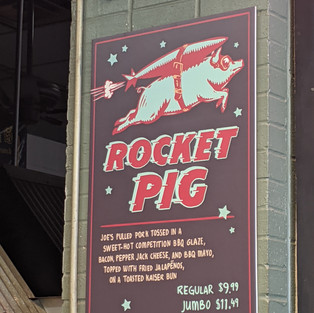 ROCKET
PIG
JOE'S PULLED PORK TOSSED IN A
SWEET-HOT COMPETITION BBQ GLAZE,
BACON, PEPPER JACK CHEESE, AND BBQ MAYO,
TOPPED WITH FRIED JALAPEÑOS,
ON A TOASTED KAISER BUN
REGULAR $9.99
JUMBO $11.49